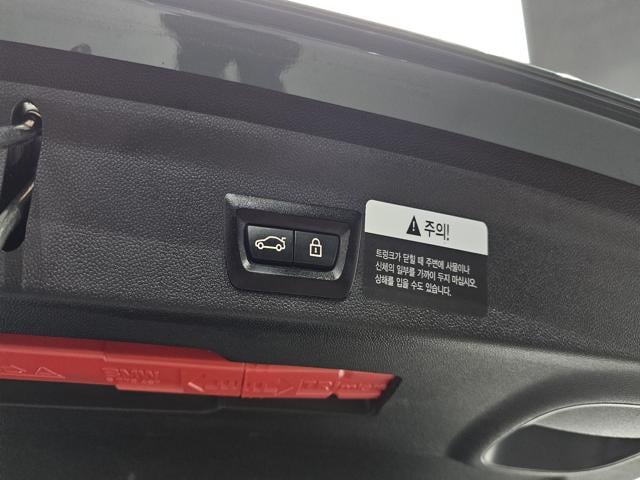 주의!
트렁크가 닫힐 때 주변에 사물이나
신체의 일부를 가까이 두지 마십시오.
상해를 입을 수도 있습니다.
BMW